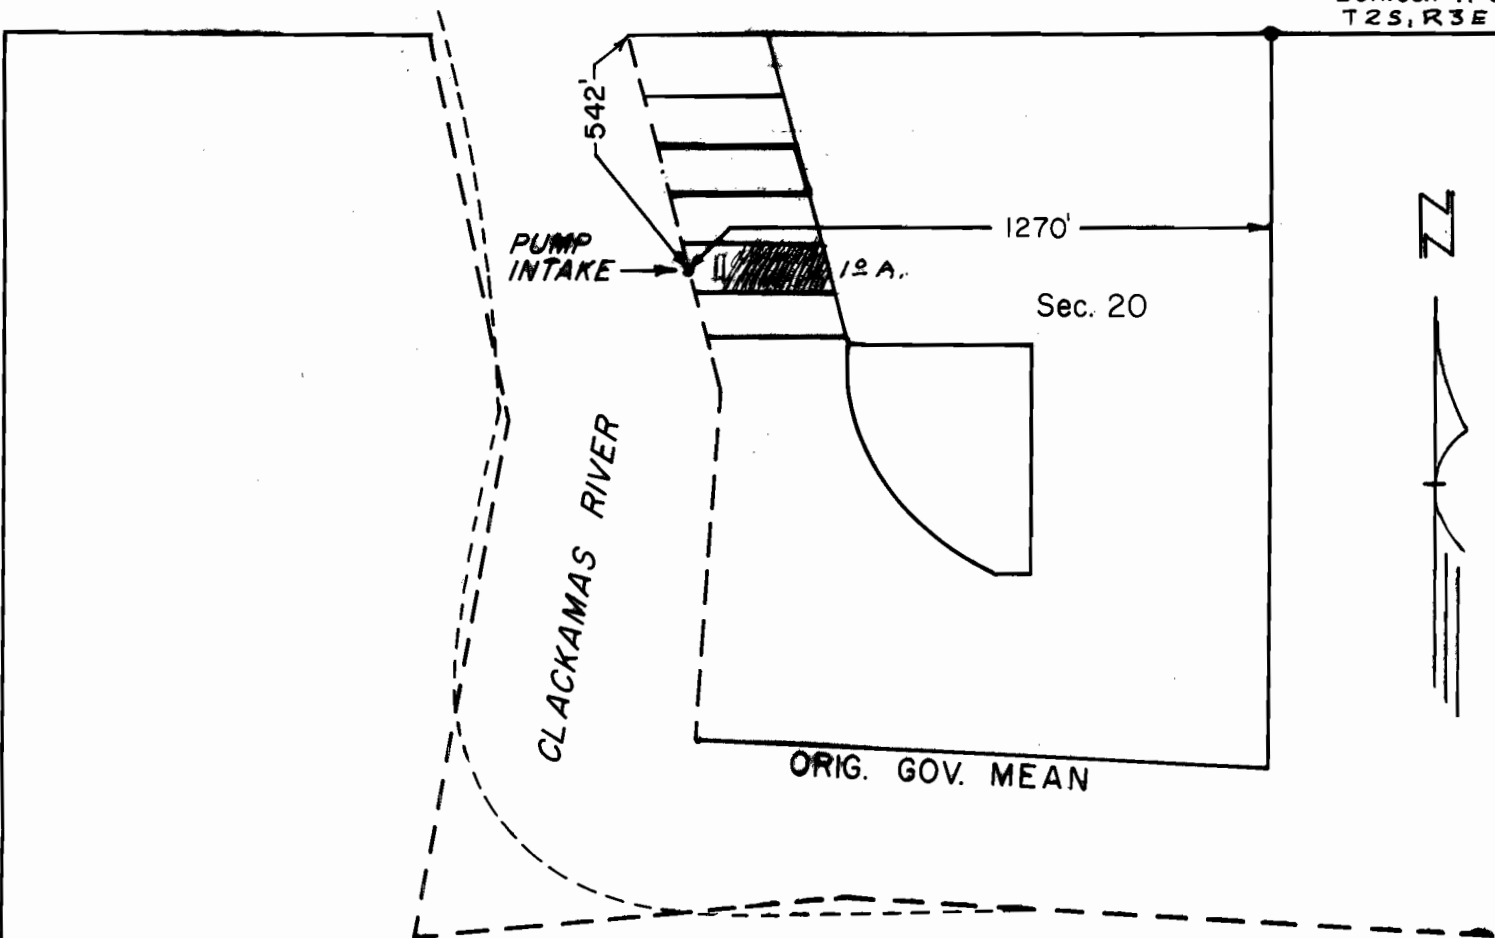 T2S, R3E
542'
1270'
PUMP
INTAKE
1º A.
Sec. 20
CLACKAMAS RIVER
ORIG. GOV. MEAN